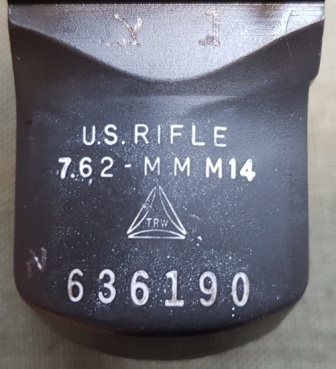 U.S. RIFLE
7.62-MM M14
TRW
636190